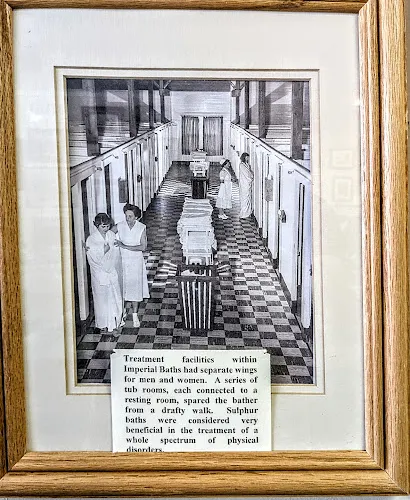 Treatment facilities within
Imperial Baths had separate wings
for men and women. A series of
tub rooms, each connected to a
resting room, spared the bather
from a drafty walk. Sulphur
baths were considered very
beneficial in the treatment of a
whole spectrum of physical
disorders.